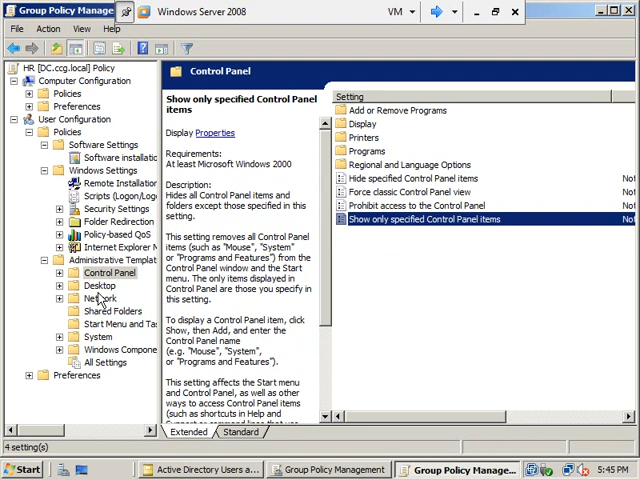 Group Policy Manage
Windows Server 2008
VM
File Action View Help
HR [DC.ccg.local] Policy
Computer Configuration
Policies
Preferences
User Configuration
Policies
Software Settings
Software installatio
Windows Settings
Remote Installation
Scripts (Logon/Log
Security Settings
Folder Redirection
Policy-based QoS
Internet Explorer M
Administrative Templat
Control Panel
Desktop
Network
Shared Folders
Start Menu and Tas
System
Windows Compone
All Settings
Preferences
Control Panel
Show only specified Control Panel
items
Display Properties
Requirements:
At least Microsoft Windows 2000
Description:
Hides all Control Panel items and
folders except those specified in this
setting.
This setting removes all Control
Panel items (such as "Mouse", "System"
or "Programs and Features") from the
Control Panel window and the Start
menu. The only items displayed in
Control Panel are those you specify in
this setting.
To display a Control Panel item, click
Show, then Add, and enter the
Control Panel name
(e.g. "Mouse", "System",
or "Programs and Features").
This setting affects the Start menu
and Control Panel, as well as other
ways to access Control Panel items
(such as shortcuts in Help and
Setting
Add or Remove Programs
Display
Printers
Programs
Regional and Language Options
Hide specified Control Panel items Not
Force classic Control Panel view Not
Prohibit access to the Control Panel Not
Show only specified Control Panel items Not
Extended Standard
4 setting(s)
Start
Active Directory Users a...
Group Policy Management
Group Policy Manage...
5:45 PM